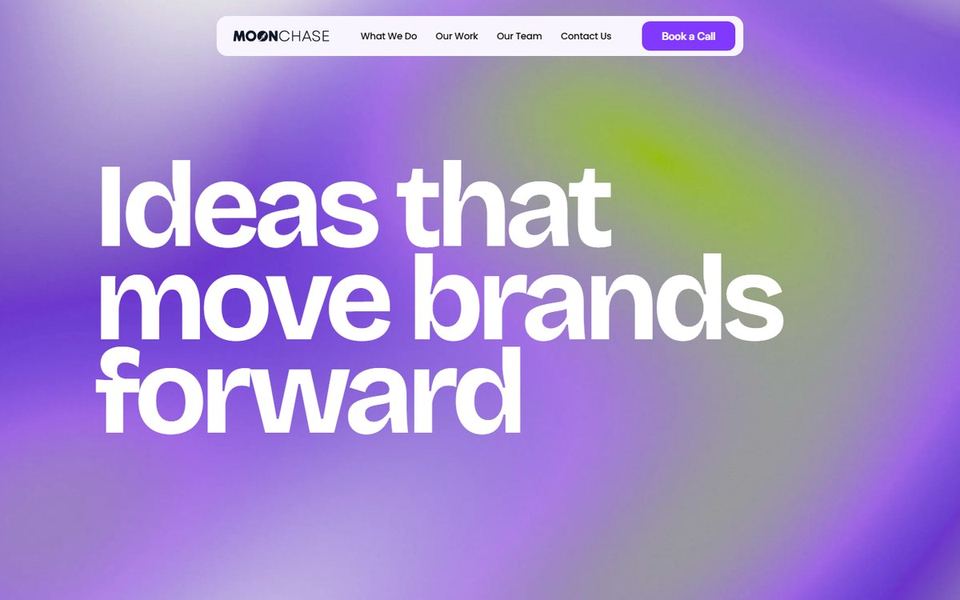 MOONCHASE
What We Do
Our Work
Our Team
Contact Us
Book a Call
Ideas that
move brands
forward